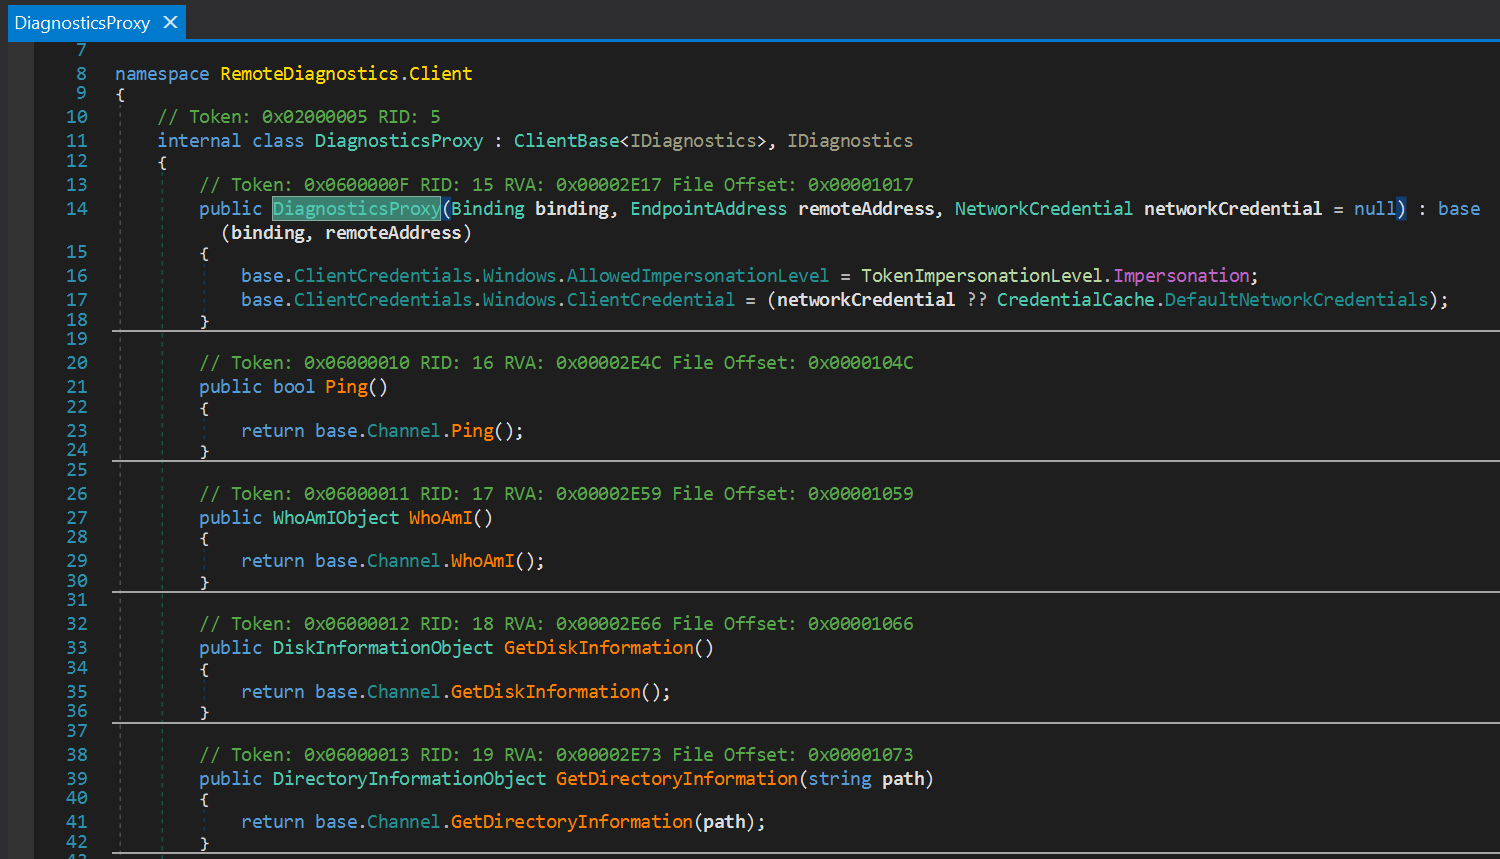 DiagnosticsProxy ✕
7
8 namespace RemoteDiagnostics.Client
9 {
10 // Token: 0x02000005 RID: 5
11 internal class DiagnosticsProxy : ClientBase<IDiagnostics>, IDiagnostics
12 {
13 // Token: 0x0600000F RID: 15 RVA: 0x00002E17 File Offset: 0x00001017
14 public DiagnosticsProxy(Binding binding, EndpointAddress remoteAddress, NetworkCredential networkCredential = null) : base
(binding, remoteAddress)
15 {
16 base.ClientCredentials.Windows.AllowedImpersonationLevel = TokenImpersonationLevel.Impersonation;
17 base.ClientCredentials.Windows.ClientCredential = (networkCredential ?? CredentialCache.DefaultNetworkCredentials);
18 }
19
20 // Token: 0x06000010 RID: 16 RVA: 0x00002E4C File Offset: 0x0000104C
21 public bool Ping()
22 {
23 return base.Channel.Ping();
24 }
25
26 // Token: 0x06000011 RID: 17 RVA: 0x00002E59 File Offset: 0x00001059
27 public WhoAmIObject WhoAmI()
28 {
29 return base.Channel.WhoAmI();
30 }
31
32 // Token: 0x06000012 RID: 18 RVA: 0x00002E66 File Offset: 0x00001066
33 public DiskInformationObject GetDiskInformation()
34 {
35 return base.Channel.GetDiskInformation();
36 }
37
38 // Token: 0x06000013 RID: 19 RVA: 0x00002E73 File Offset: 0x00001073
39 public DirectoryInformationObject GetDirectoryInformation(string path)
40 {
41 return base.Channel.GetDirectoryInformation(path);
42 }